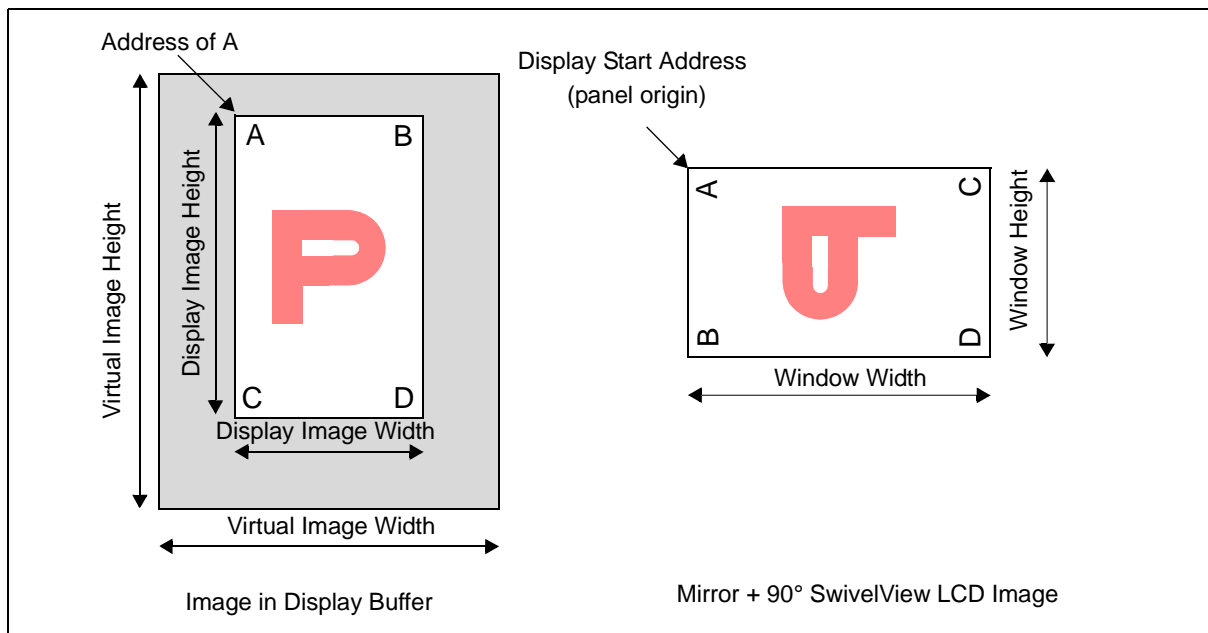 Address of A
Display Start Address
(panel origin)
Virtual Image Height
Display Image Height
A B
P
C D
Display Image Width
Virtual Image Width
Image in Display Buffer
A C
P
B D
Window Height
Window Width
Mirror + 90° SwivelView LCD Image